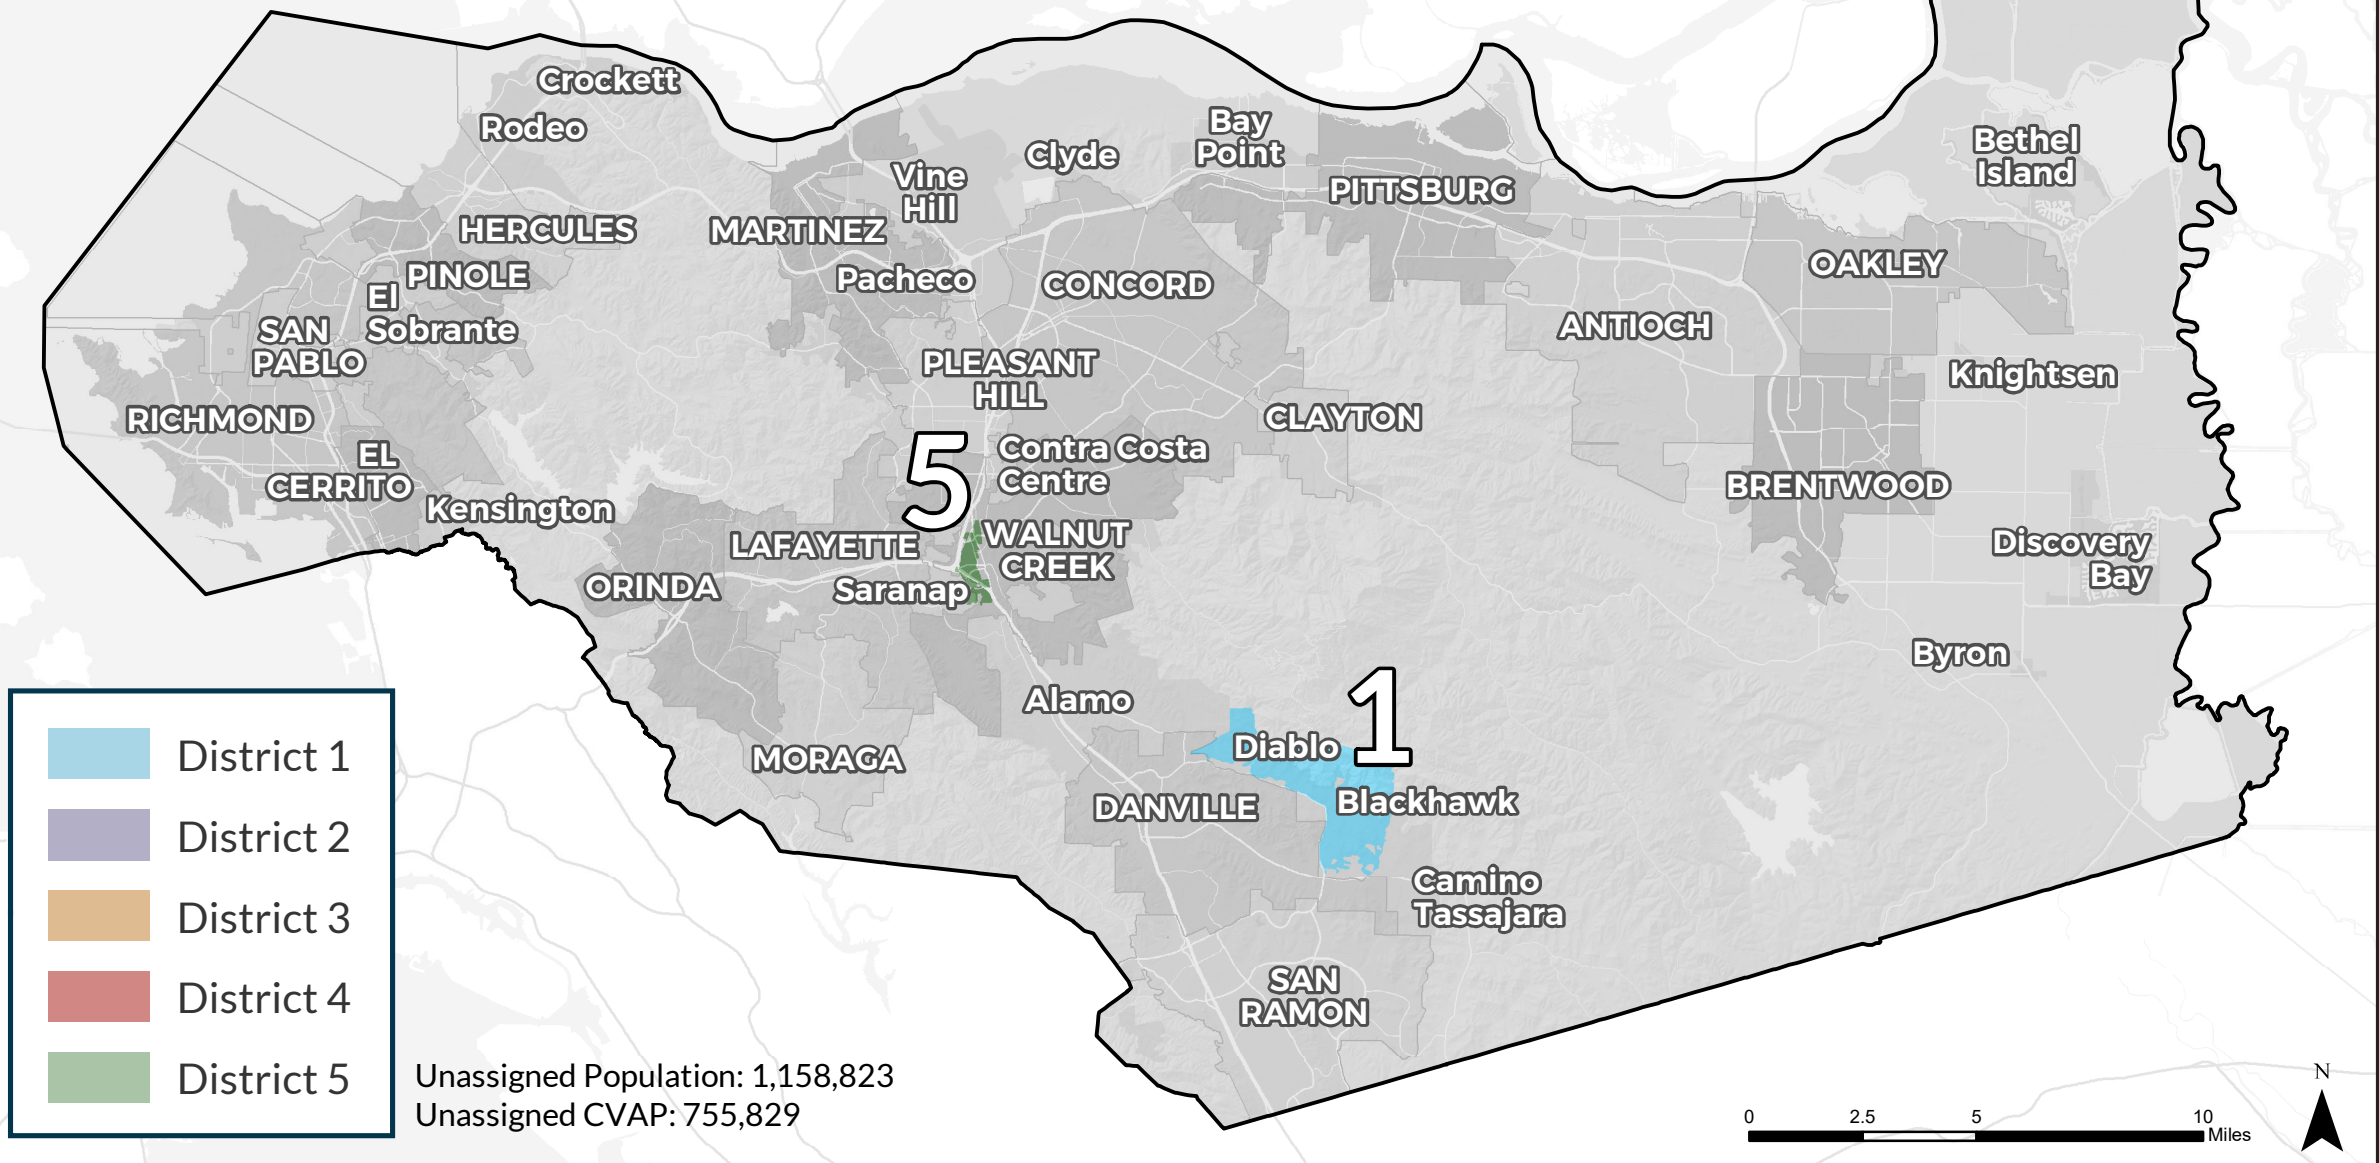 Crockett
Rodeo
Bay
Point
Clyde
Bethel
Island
Vine
Hill
PITTSBURG
HERCULES
MARTINEZ
PINOLE
Pacheco
CONCORD
OAKLEY
El
Sobrante
SAN
PABLO
ANTIOCH
PLEASANT
HILL
Knightsen
RICHMOND
CLAYTON
EL
CERRITO
5
Contra Costa
Centre
BRENTWOOD
Kensington
LAFAYETTE
WALNUT
CREEK
Discovery
Bay
ORINDA
Saranap
Byron
Alamo
1
Diablo
MORAGA
DANVILLE
Blackhawk
Camino
Tassajara
SAN
RAMON
District 1
District 2
District 3
District 4
District 5
Unassigned Population: 1,158,823
Unassigned CVAP: 755,829
0 2.5 5 10
Miles
N